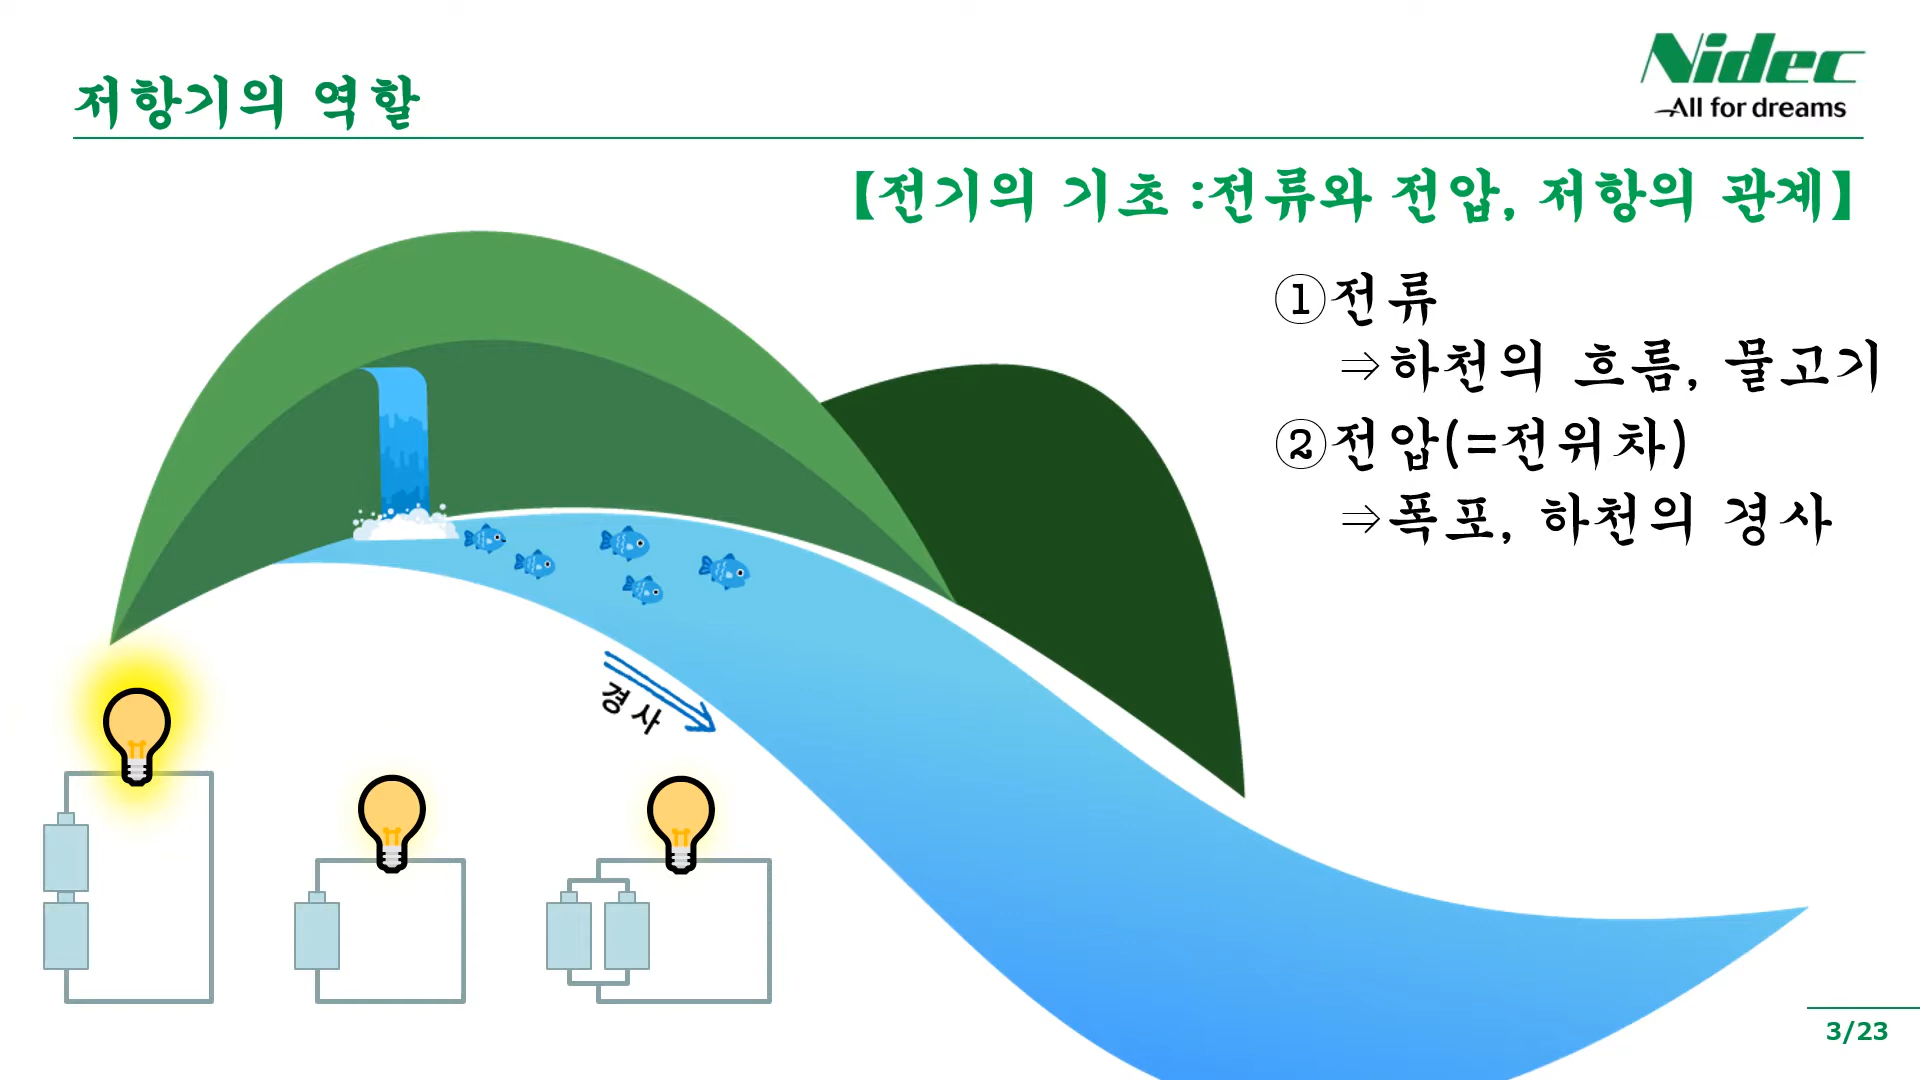 Nidec
All for dreams
저항기의 역할
【전기의 기초 :전류와 전압, 저항의 관계】
①전류
⇒하천의 흐름, 물고기
②전압(=전위차)
⇒폭포, 하천의 경사
경사
3/23